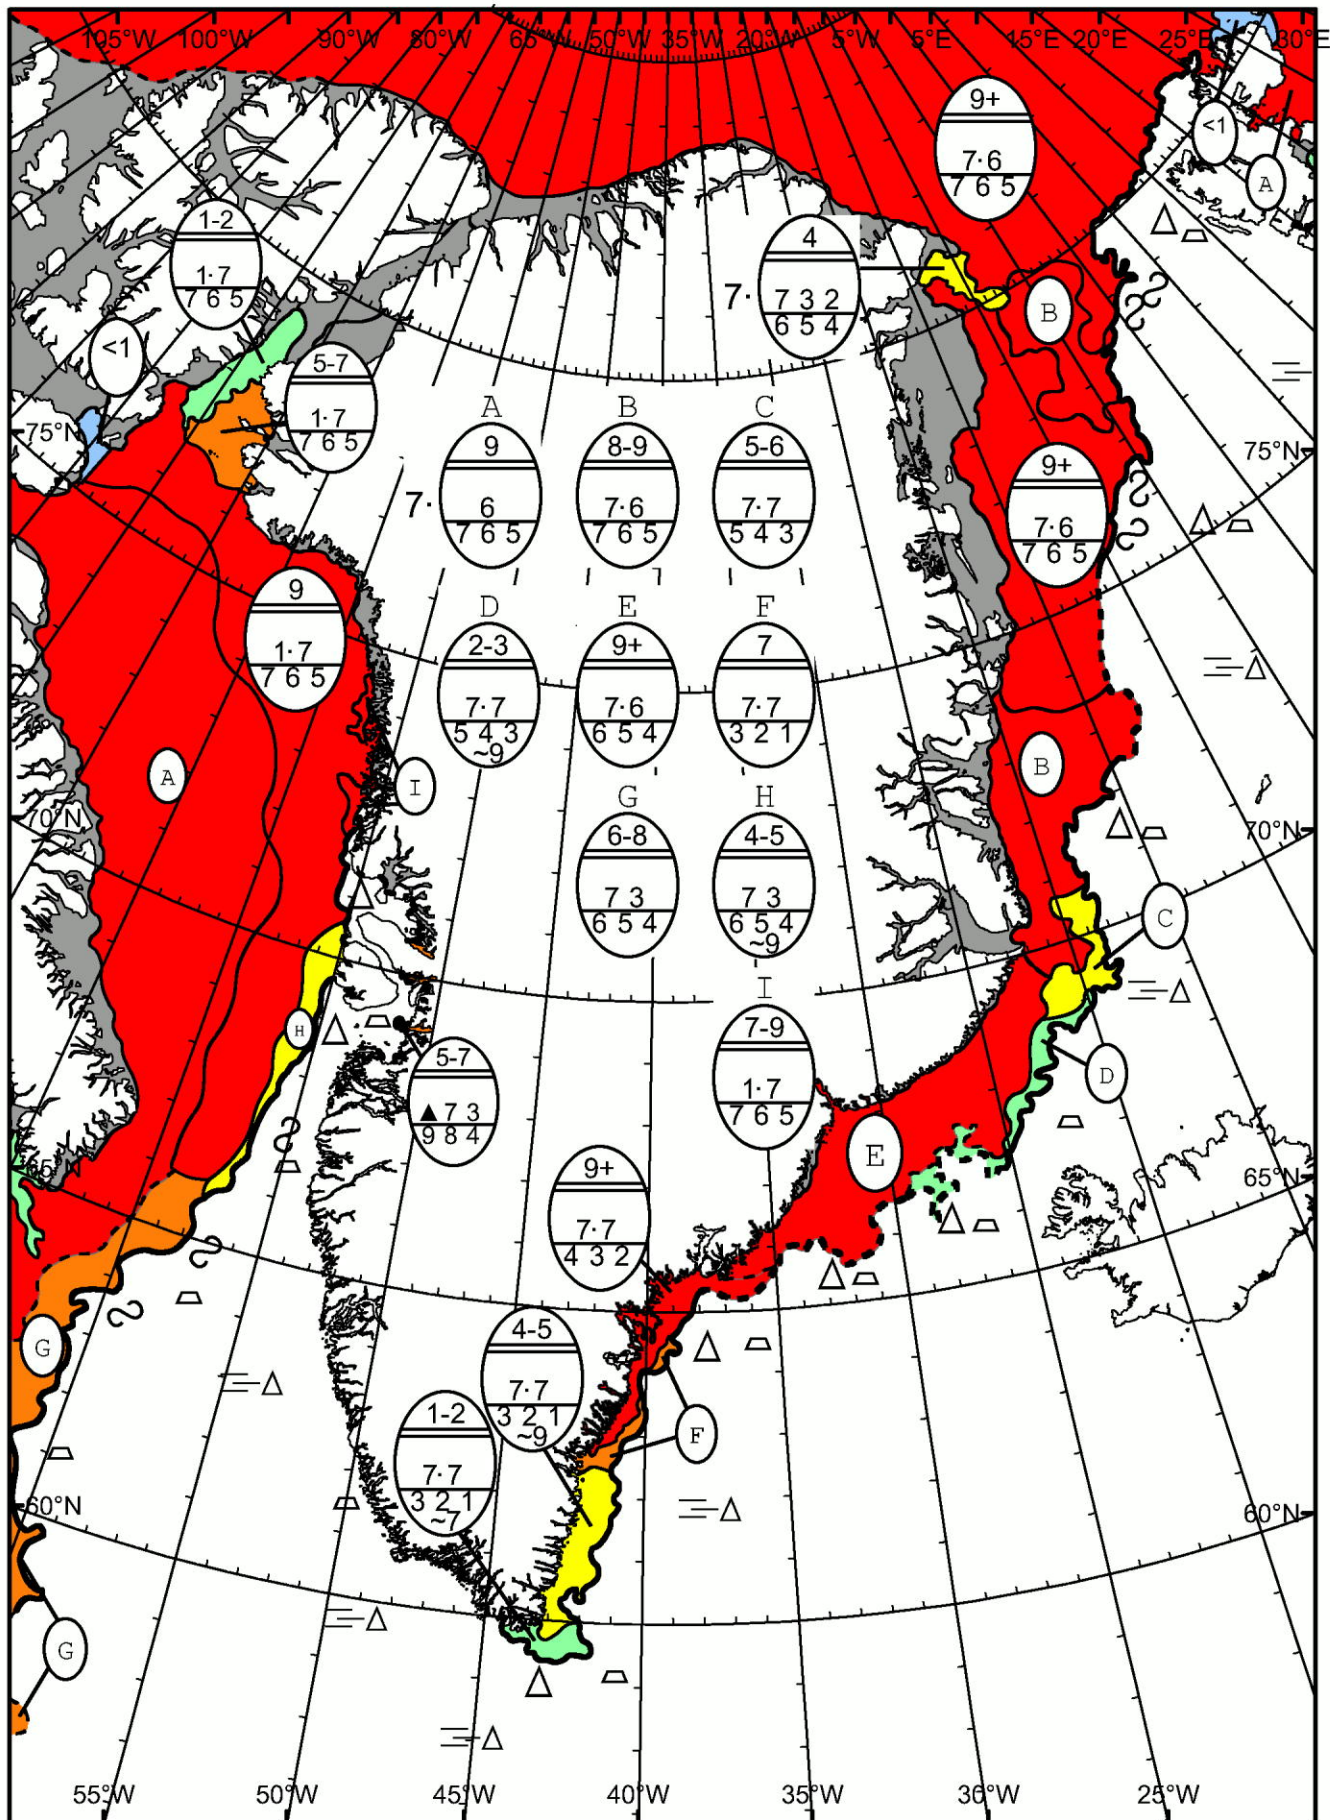 105°W 100°W 90°W 80°W 65°W 50°W 35°W 20°W 5°W 5°E 15°E 20°E 25°E 30°E
9+
7·6
7 6 5
<1
A
1-2
1·7
7 6 5
4
7· 7 3 2
6 5 4
B
<1
5-7
1·7
7 6 5
75°N
75°N
A B C
9 8-9 5-6
7· 6 7·6 7·7
7 6 5 7 6 5 5 4 3
9+
7·6
7 6 5
9
1·7
7 6 5
D E F
2-3 9+ 7
7·7 7·6 7·7
5 4 3 6 5 4 3 2 1
~9
A
I
B
70°N
70°N
G H
6-8 4-5
7 3 7 3
6 5 4 6 5 4
~9
C
I
7-9
1·7
7 6 5
H
5-7
▲ 7 3
9 8 4
D
E
65°N
65°N
9+
7·7
4 3 2
G
4-5
7·7
3 2 1
~9
1-2
7·7
3 2 1
~7
F
60°N
60°N
G
55°W 50°W 45°W 40°W 35°W 30°W 25°W